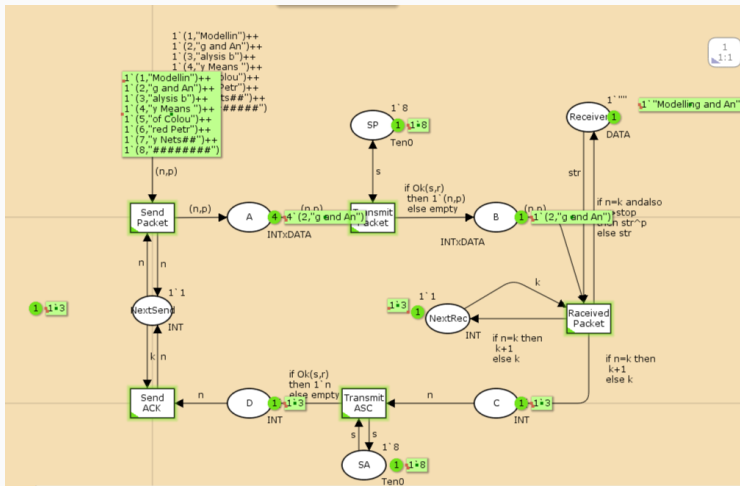 1`(1,"Modellin")++
1`(2,"g and An")++
1`(3,"alysis b")++
1`(4,"y Means
1`(1,"Modellin")++
1`(2,"g and An")++
1`(3,"alysis b")++
1`(4,"y Means ")++
1`(5,"of Colou")++
1`(6,"red Petr")++
1`(7,"y Nets##")++
1`(8,"########")
1
1:1
1`8
SP
1
1`8
Ten0
1`""
Receiver
1
1`"Modelling and An"
DATA
(n,p)
s
str
Send
Packet
(n,p)
A
4
4`(2,"g and An")
INTxDATA
Transmit
Packet
if Ok(s,r)
then 1`(n,p)
else empty
B
1
1`(2,"g and An")
INTxDATA
if n=k andalso
then str^p
else str
n
n
1
1`3
NextSend
1`1
INT
1`3
1
1`1
NextRec
INT
k
Racieved
Packet
if n=k then
k+1
else k
if n=k then
k+1
else k
k
n
Send
ACK
n
D
1
1`3
INT
if Ok(s,r)
then 1`n
else empty
Transmit
ASC
n
C
1
1`3
INT
s
s
1`8
SA
1
1`8
Ten0